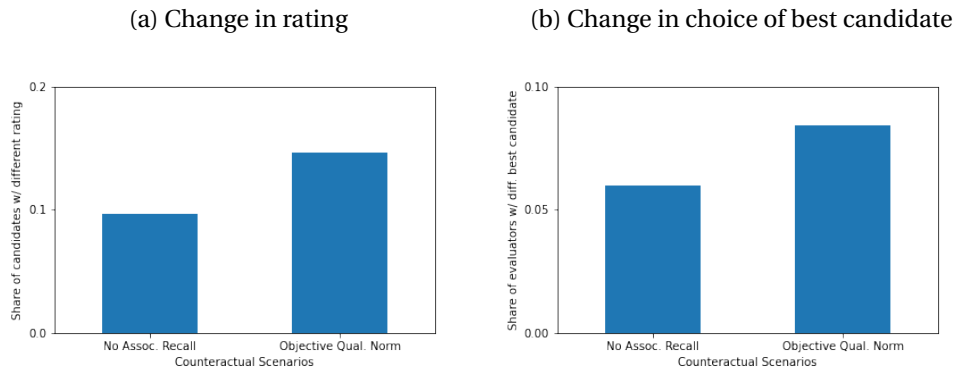 (a) Change in rating
Share of candidates w/ different rating
0.2
0.1
0.0
No Assoc. Recall
Objective Qual. Norm
Counteractual Scenarios
(b) Change in choice of best candidate
Share of evaluators w/ diff. best candidate
0.10
0.05
0.00
No Assoc. Recall
Objective Qual. Norm
Counteractual Scenarios